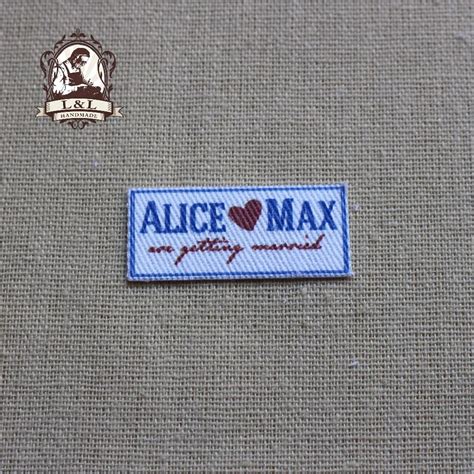 L&L
HANDMADE
ALICE MAX
are getting married